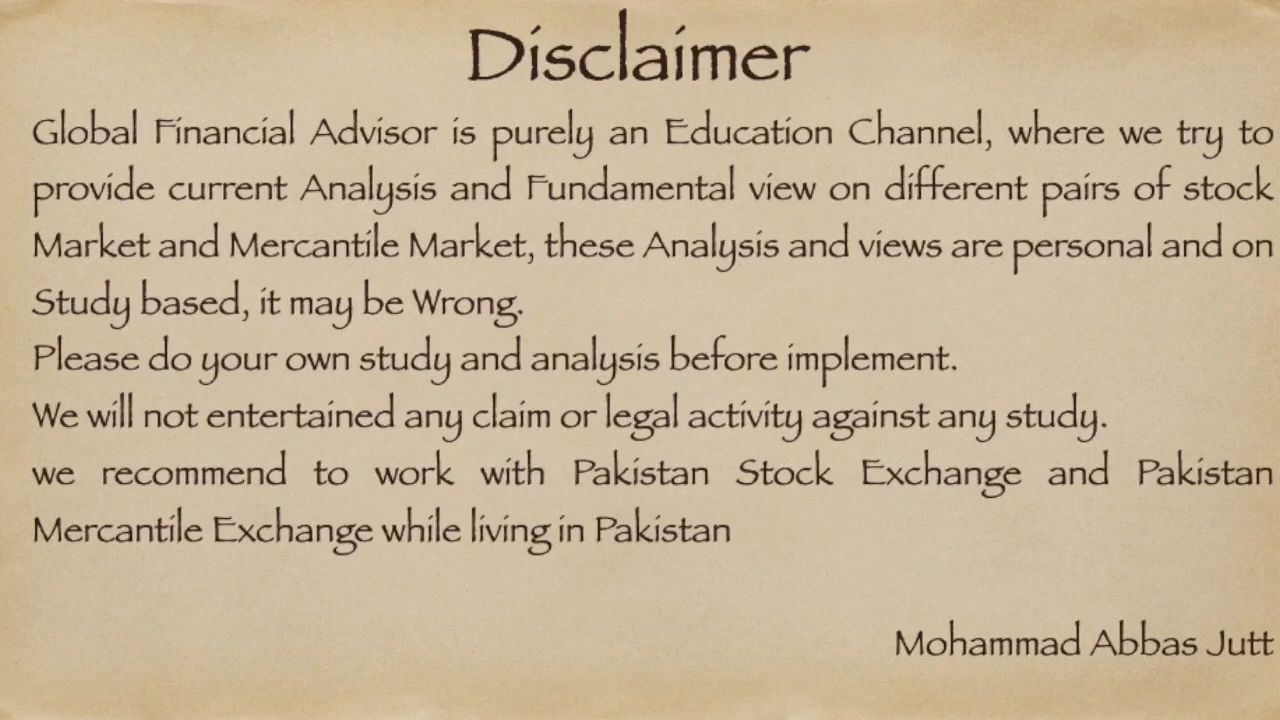 Disclaimer
Global Financial Advisor is purely an Education Channel, where we try to
provide current Analysis and Fundamental view on different pairs of stock
Market and Mercantile Market, these Analysis and views are personal and on
Study based, it may be Wrong.
Please do your own study and analysis before implement.
We will not entertained any claim or legal activity against any study.
we recommend to work with Pakistan Stock Exchange and Pakistan
Mercantile Exchange while living in Pakistan
Mohammad Abbas Jutt